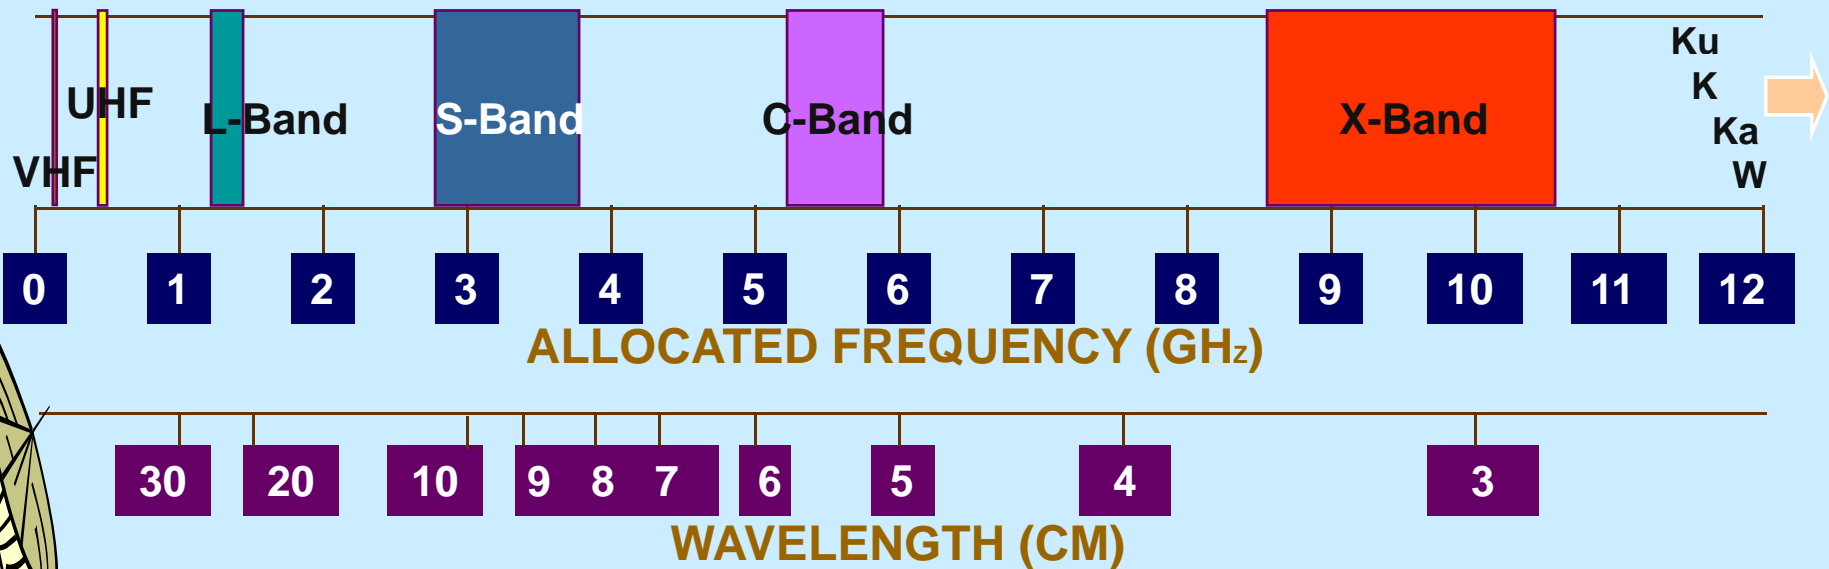 Ku
K
Ka
W
UHF
VHF
L-Band
S-Band
C-Band
X-Band
0 1 2 3 4 5 6 7 8 9 10 11 12
ALLOCATED FREQUENCY (GHz)
30 20 10 9 8 7 6 5 4 3
WAVELENGTH (CM)